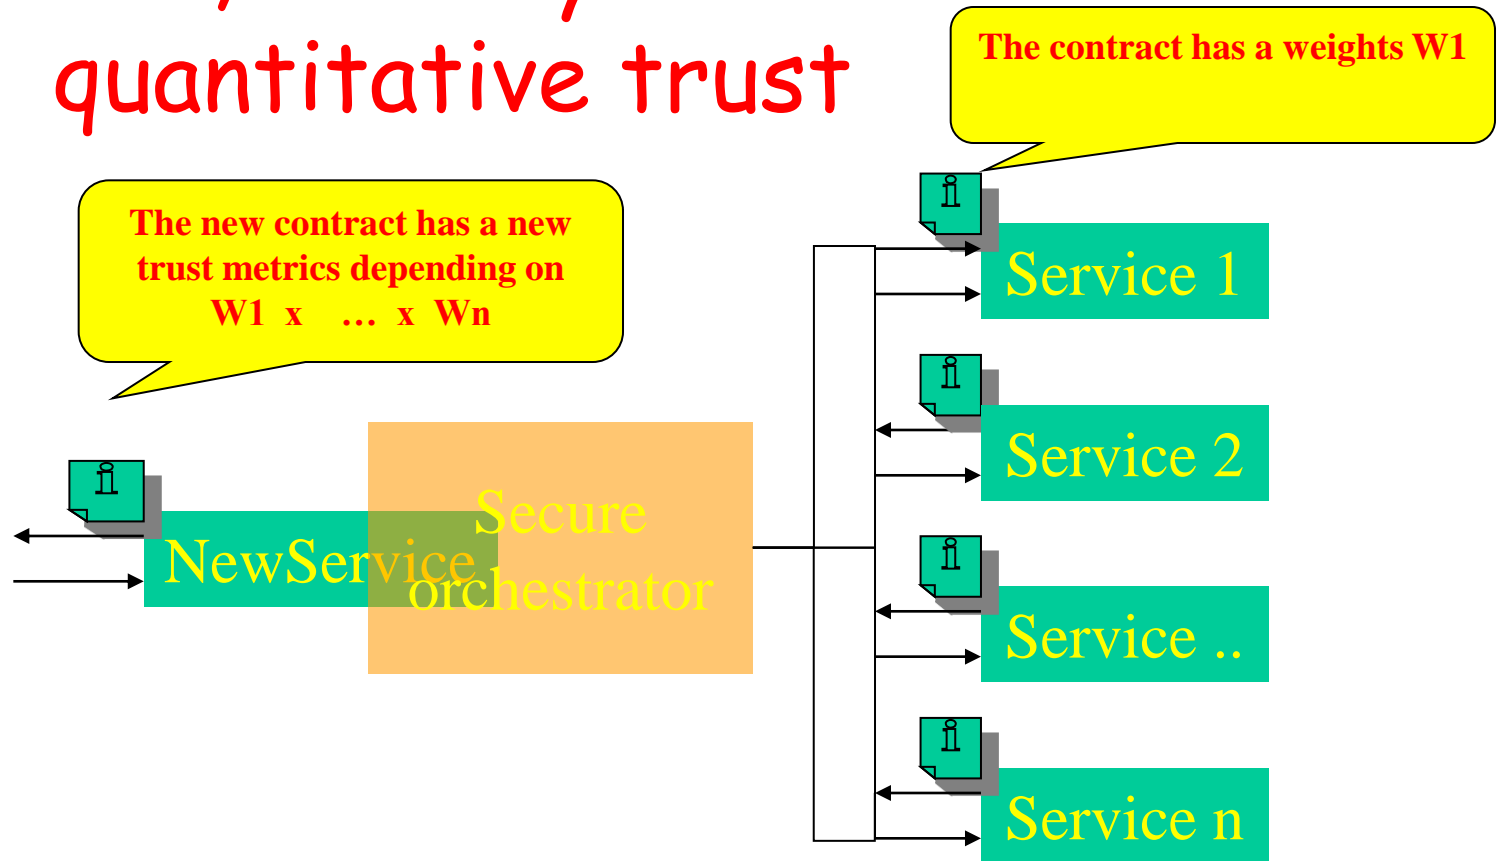 quantitative trust
The contract has a weights W1
The new contract has a new
trust metrics depending on
W1 x … x Wn
i
Service 1
i
Service 2
i
NewService
Secure
orchestrator
i
Service ..
i
Service n